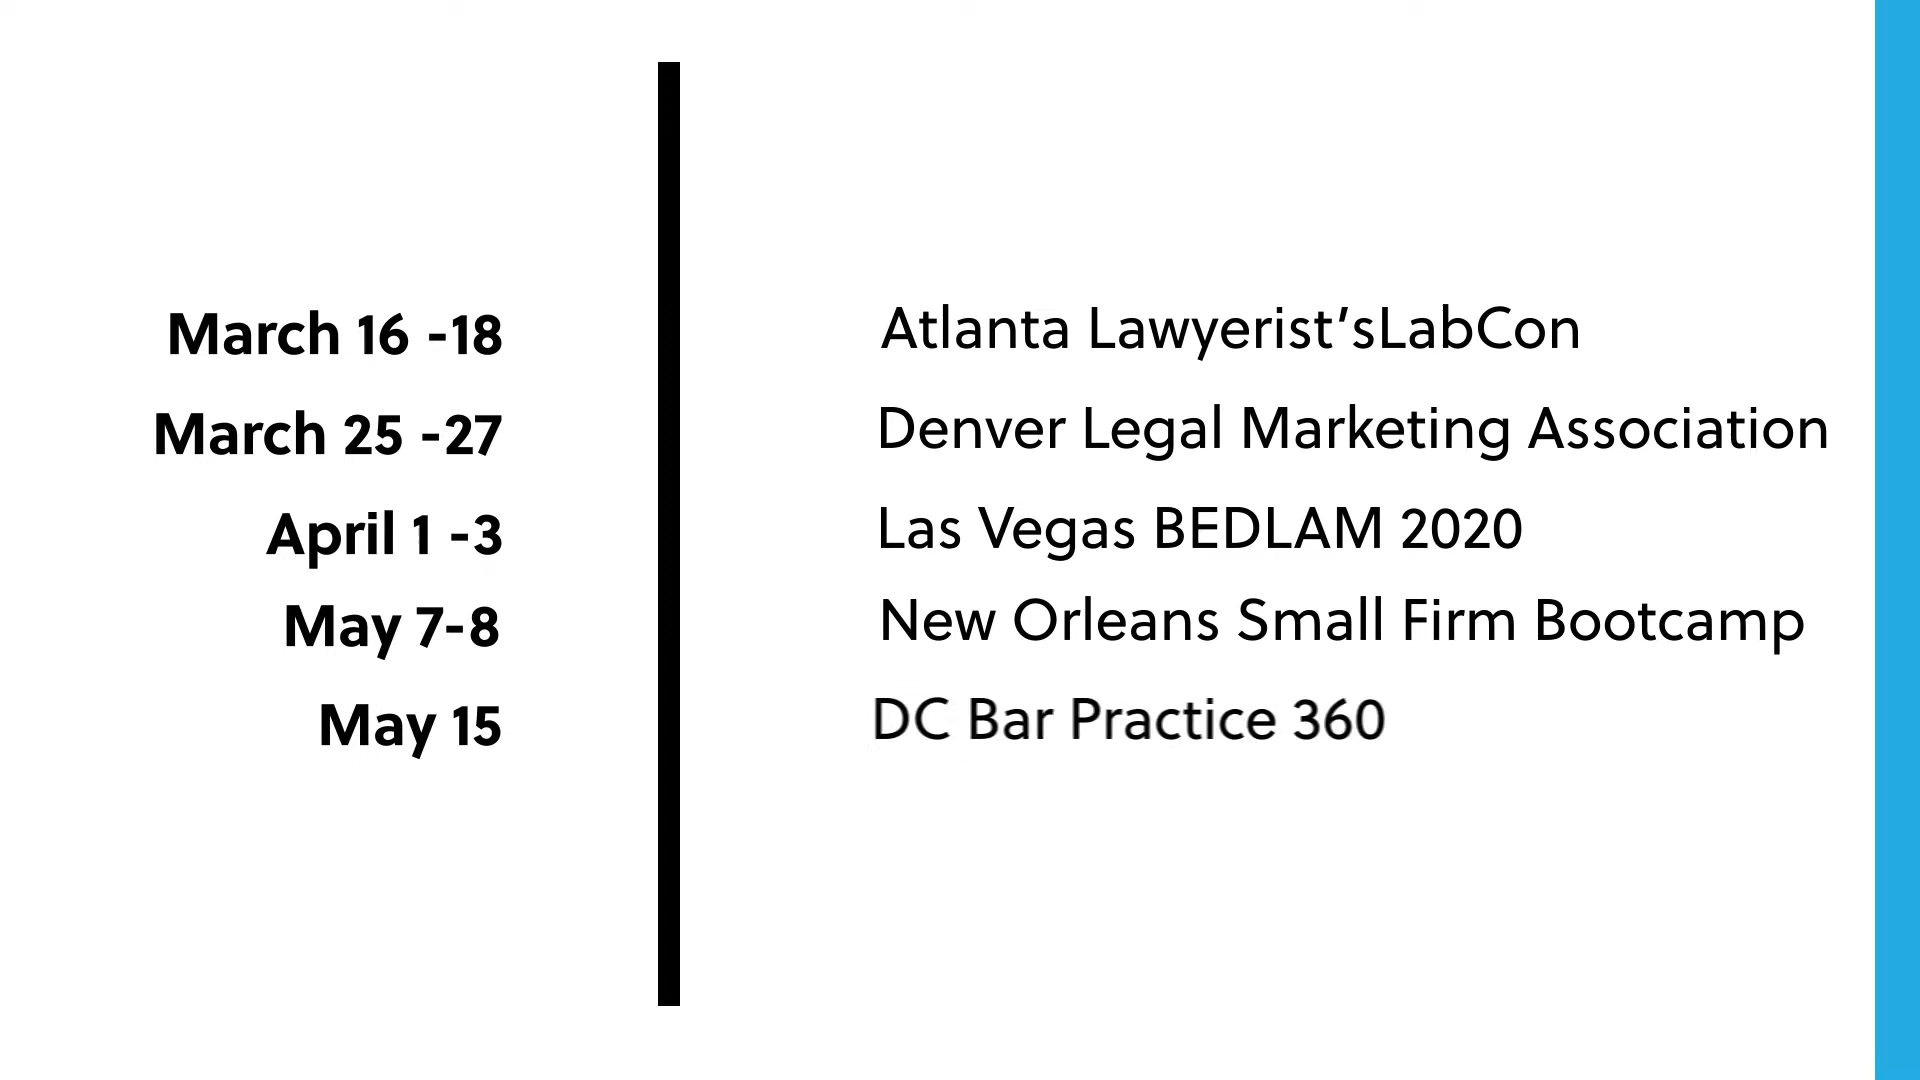 March 16 -18 Atlanta Lawyerist’sLabCon
March 25 -27 Denver Legal Marketing Association
April 1 -3 Las Vegas BEDLAM 2020
May 7-8 New Orleans Small Firm Bootcamp
May 15 DC Bar Practice 360